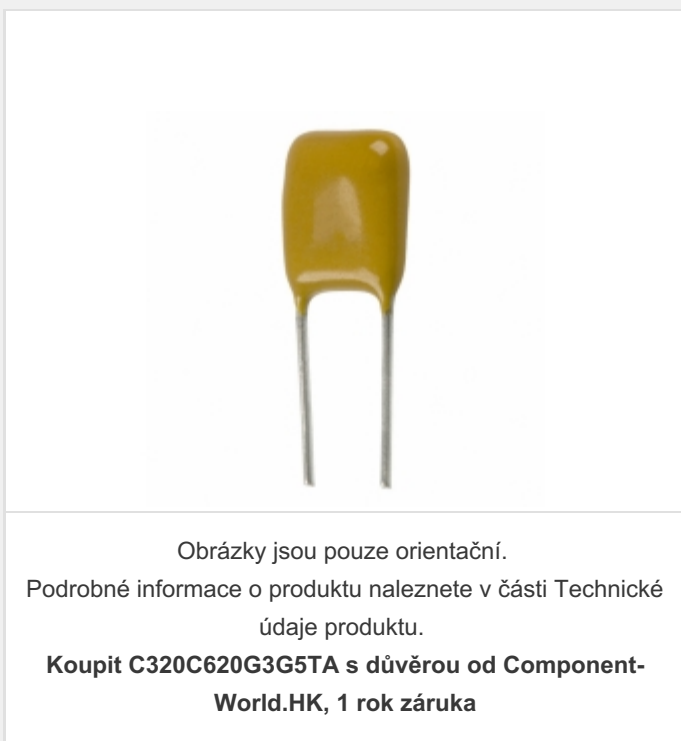 Obrázky jsou pouze orientační.
Podrobné informace o produktu naleznete v části Technické
údaje produktu.
Koupit C320C620G3G5TA s důvěrou od Component-
World.HK, 1 rok záruka